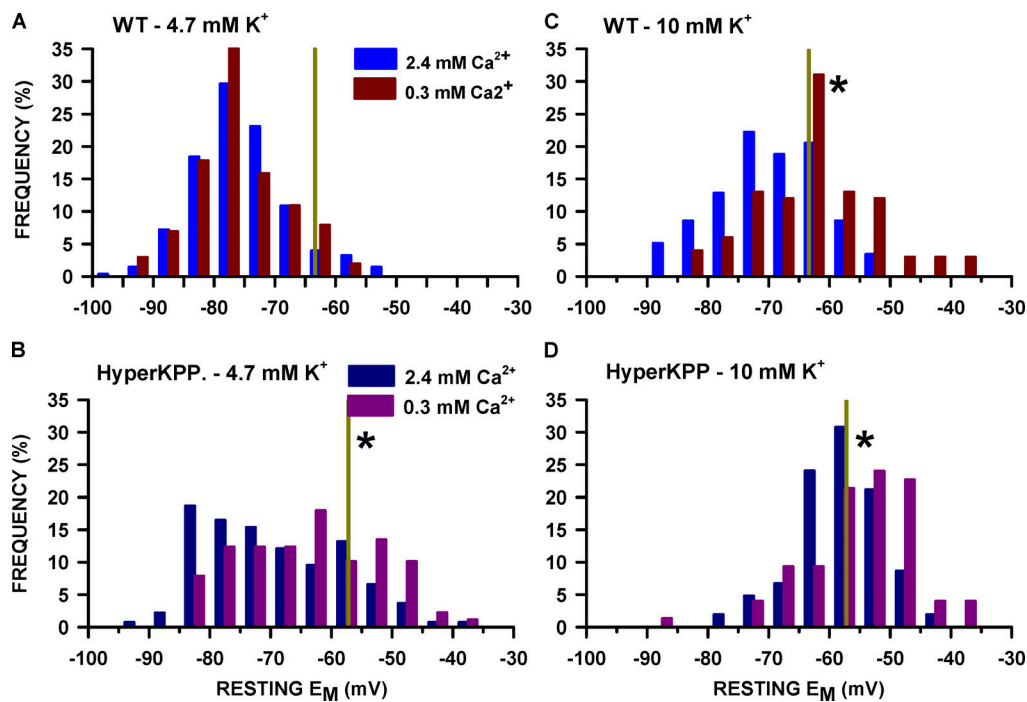 A
WT - 4.7 mM K⁺
FREQUENCY (%)
35
30
25
20
15
10
5
0
-100 -90 -80 -70 -60 -50 -40 -30
2.4 mM Ca²⁺
0.3 mM Ca2⁺
C
WT - 10 mM K⁺
*
35
30
25
20
15
10
5
0
-100 -90 -80 -70 -60 -50 -40 -30
B
HyperKPP. - 4.7 mM K⁺
2.4 mM Ca²⁺
0.3 mM Ca²⁺
*
FREQUENCY (%)
35
30
25
20
15
10
5
0
-100 -90 -80 -70 -60 -50 -40 -30
RESTING E_M (mV)
D
HyperKPP - 10 mM K⁺
*
35
30
25
20
15
10
5
0
-100 -90 -80 -70 -60 -50 -40 -30
RESTING E_M (mV)